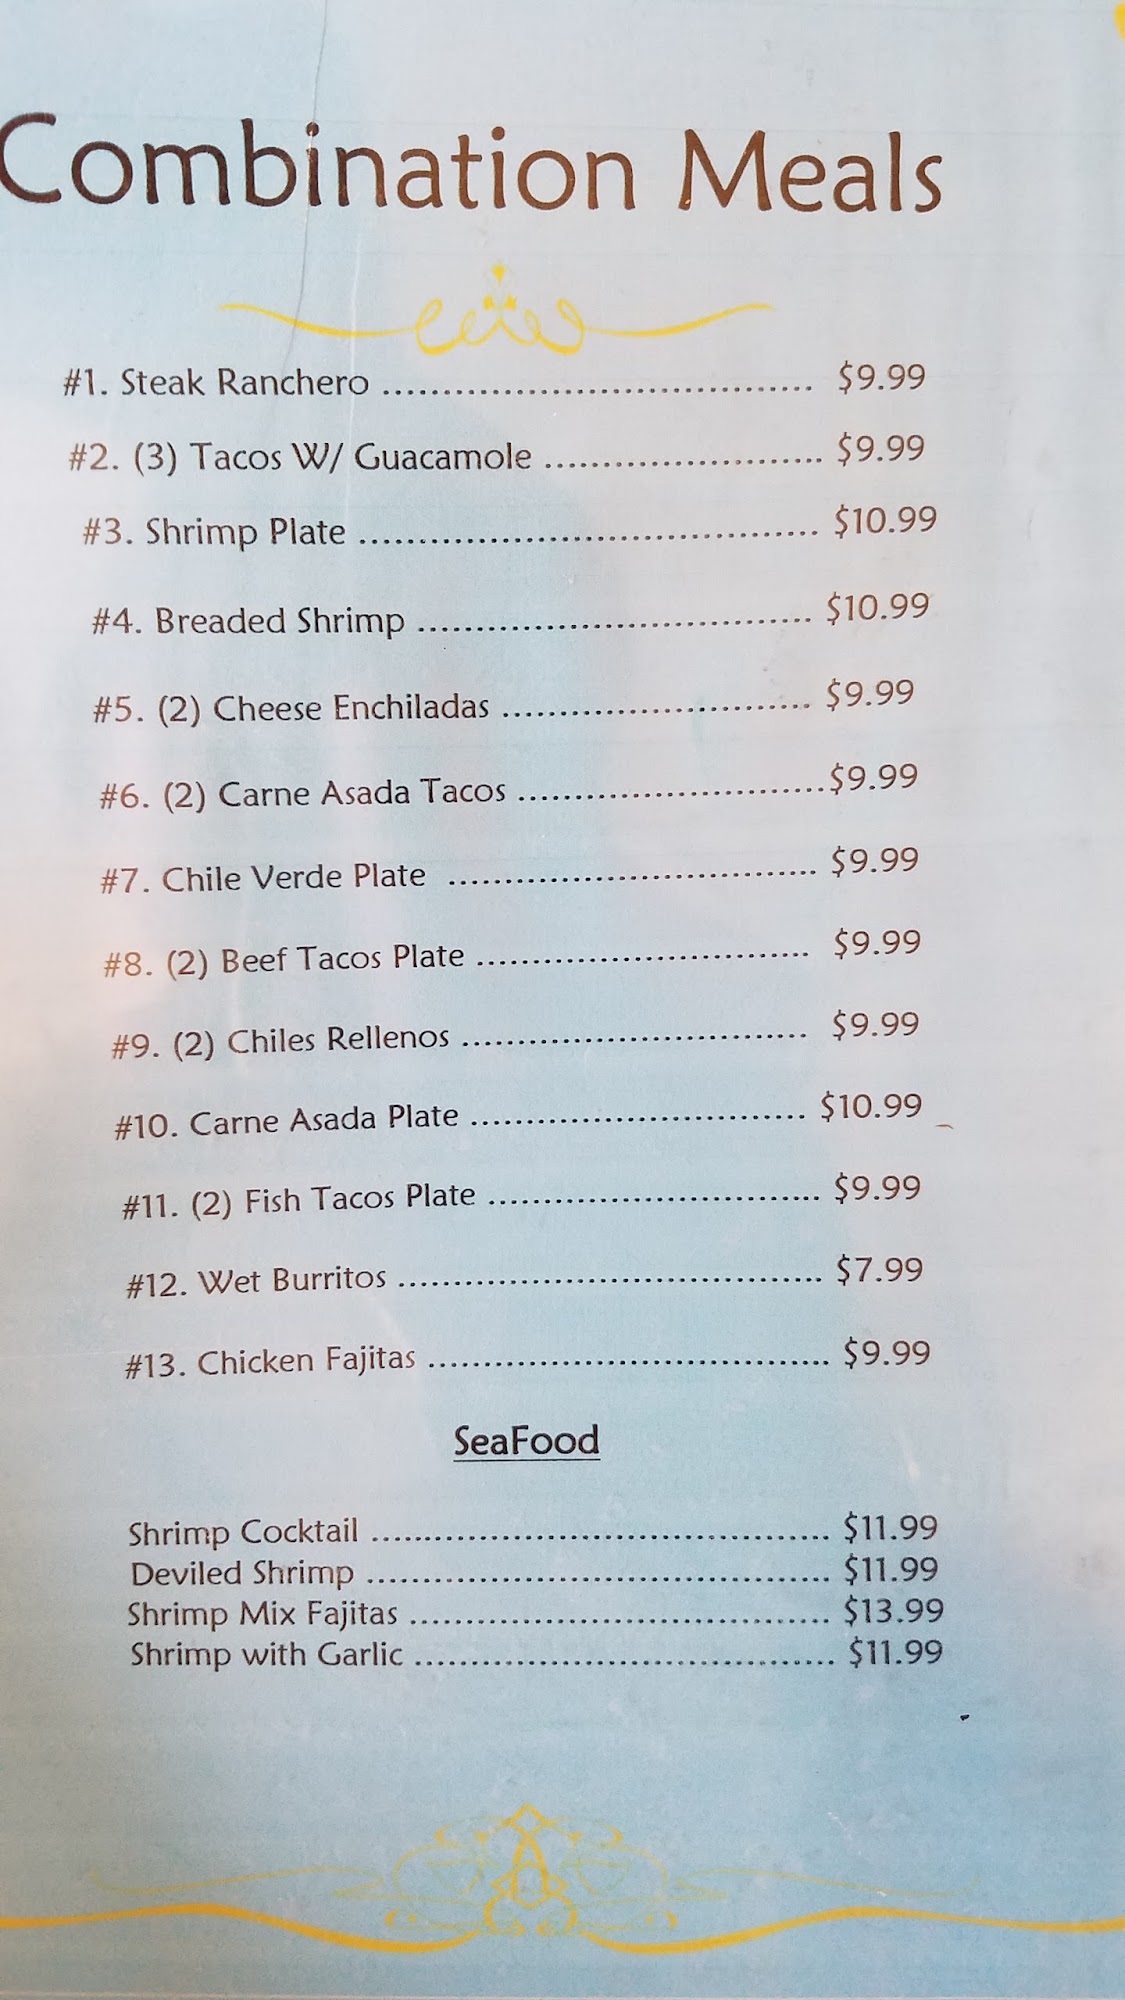 Combination Meals
#1. Steak Ranchero .................................... $9.99
#2. (3) Tacos W/ Guacamole ........................ $9.99
#3. Shrimp Plate ....................................... $10.99
#4. Breaded Shrimp .................................. $10.99
#5. (2) Cheese Enchiladas .......................... $9.99
#6. (2) Carne Asada Tacos ..........................$9.99
#7. Chile Verde Plate ................................ $9.99
#8. (2) Beef Tacos Plate ............................ $9.99
#9. (2) Chiles Rellenos .............................. $9.99
#10. Carne Asada Plate ............................. $10.99
#11. (2) Fish Tacos Plate ............................ $9.99
#12. Wet Burritos ..................................... $7.99
#13. Chicken Fajitas ................................... $9.99
SeaFood
Shrimp Cocktail ........................................ $11.99
Deviled Shrimp ........................................ $11.99
Shrimp Mix Fajitas .................................... $13.99
Shrimp with Garlic .................................... $11.99